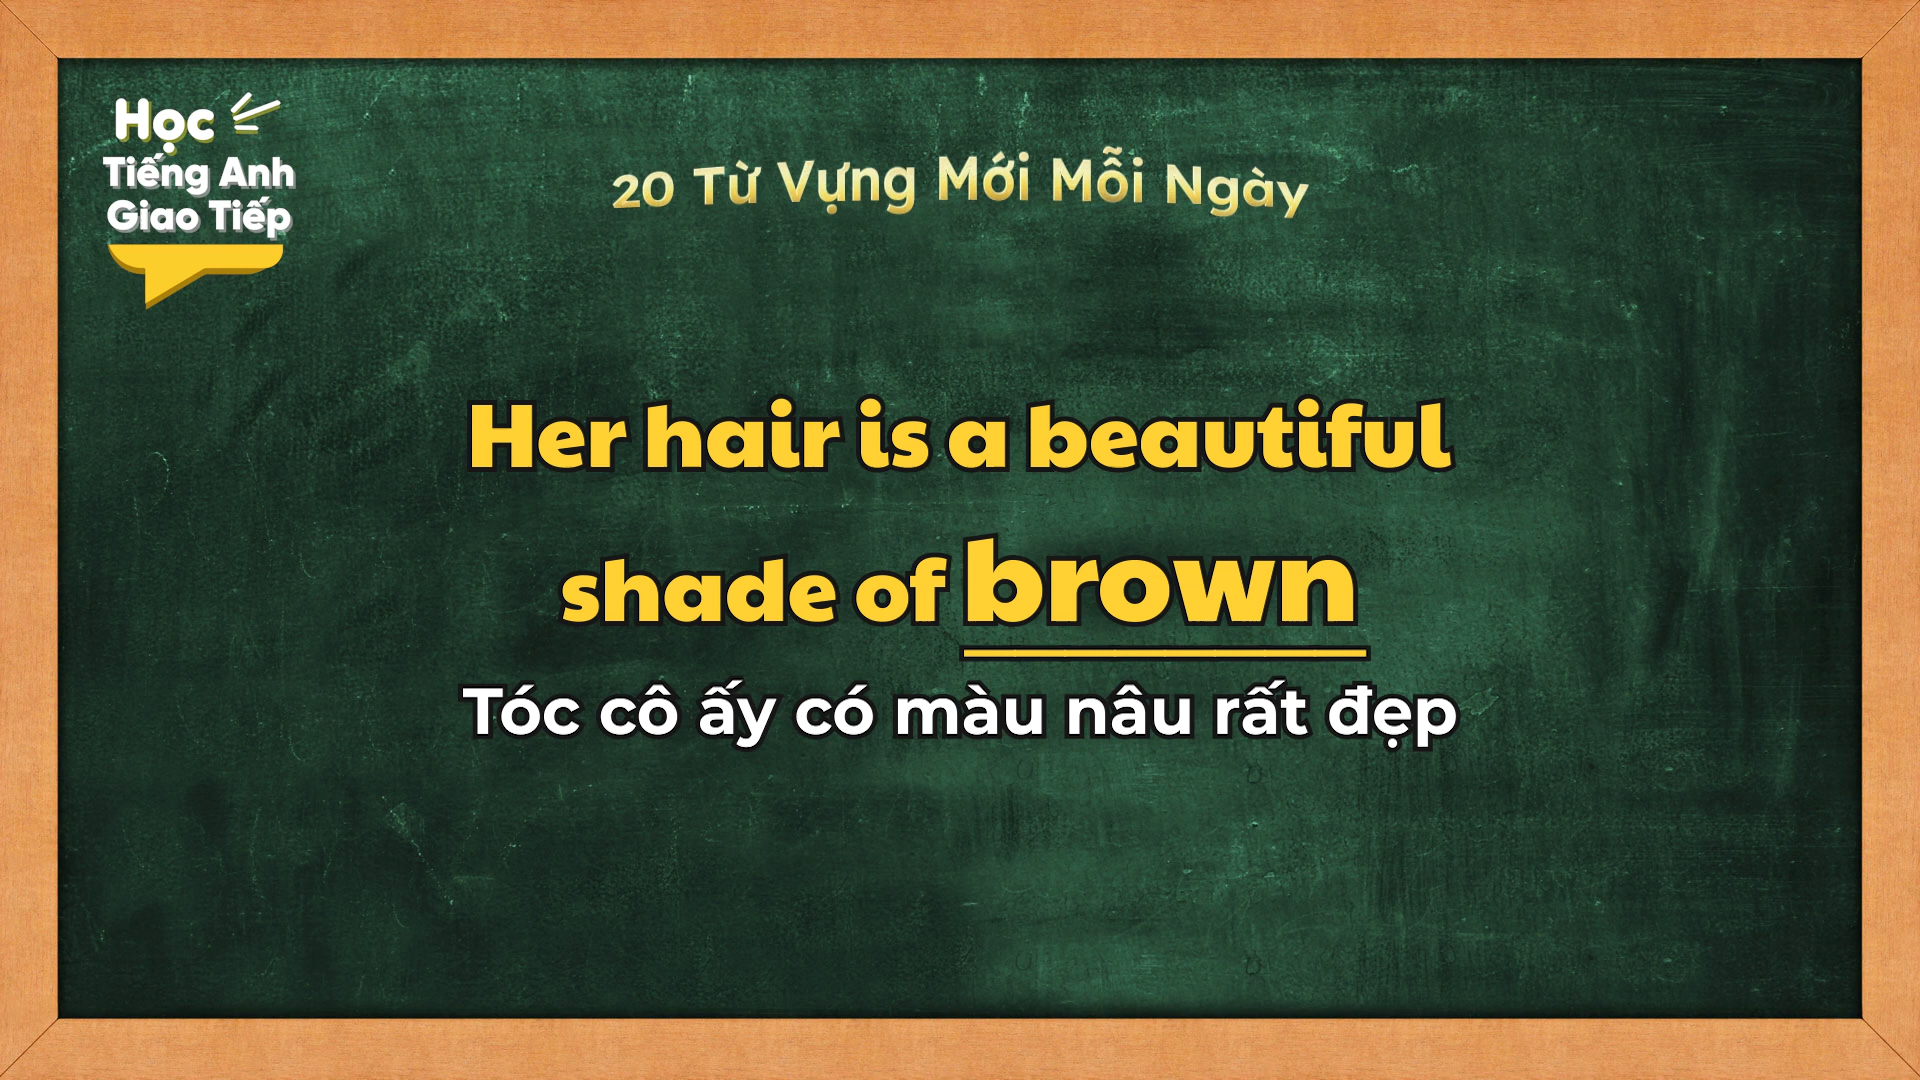 Học
Tiếng Anh
Giao Tiếp
20 Từ Vựng Mới Mỗi Ngày
Her hair is a beautiful
shade of brown
Tóc cô ấy có màu nâu rất đẹp